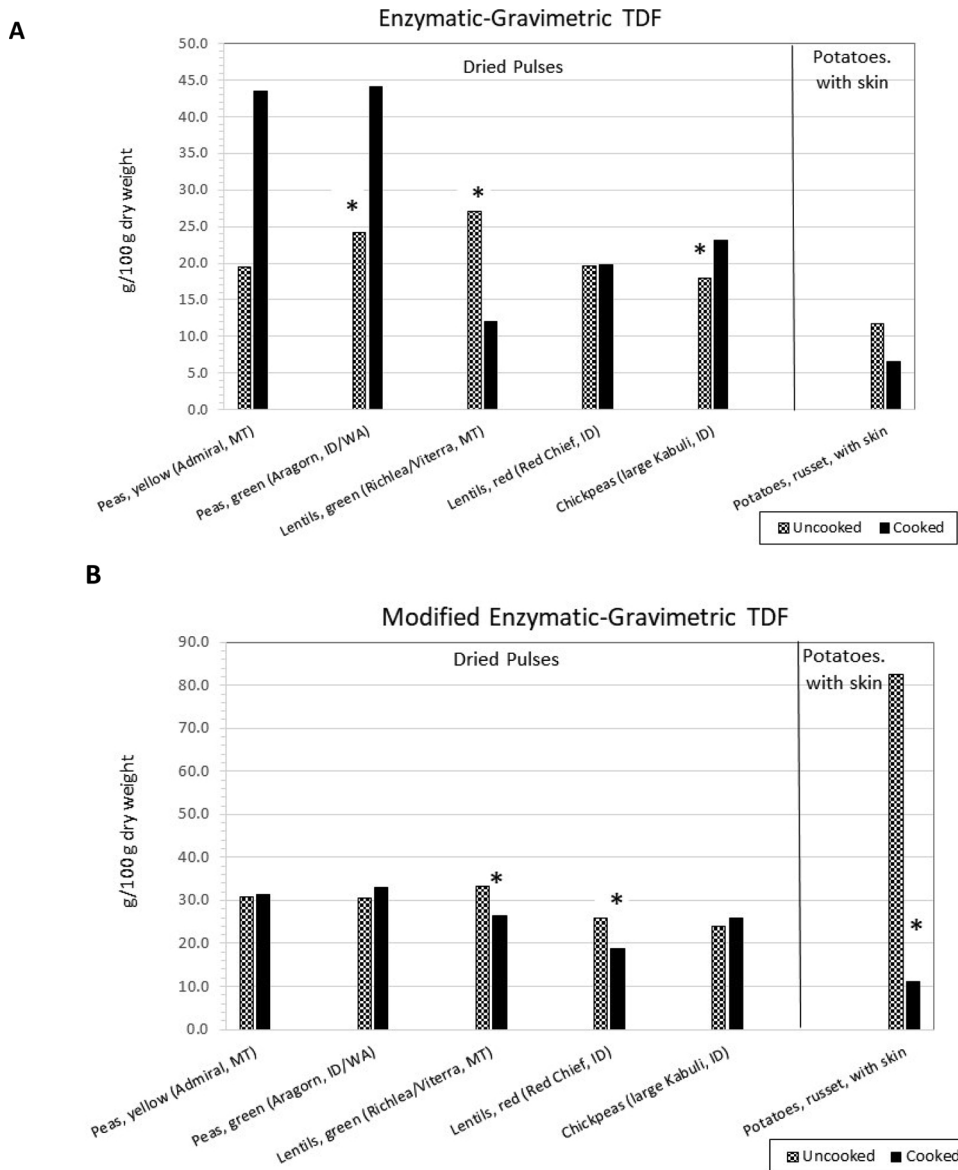 A
Enzymatic-Gravimetric TDF
50.0
45.0
40.0
35.0
30.0
25.0
20.0
15.0
10.0
5.0
0.0
g/100 g dry weight
Dried Pulses
Potatoes.
with skin
*
*
*
Peas, yellow (Admiral, MT)
Peas, green (Aragorn, ID/WA)
Lentils, green (Richlea/Viterra, MT)
Lentils, red (Red Chief, ID)
Chickpeas (large Kabuli, ID)
Potatoes, russet, with skin
Uncooked Cooked
B
Modified Enzymatic-Gravimetric TDF
90.0
80.0
70.0
60.0
50.0
40.0
30.0
20.0
10.0
0.0
g/100 g dry weight
Dried Pulses
Potatoes.
with skin
*
*
*
Peas, yellow (Admiral, MT)
Peas, green (Aragorn, ID/WA)
Lentils, green (Richlea/Viterra, MT)
Lentils, red (Red Chief, ID)
Chickpeas (large Kabuli, ID)
Potatoes, russet, with skin
Uncooked Cooked